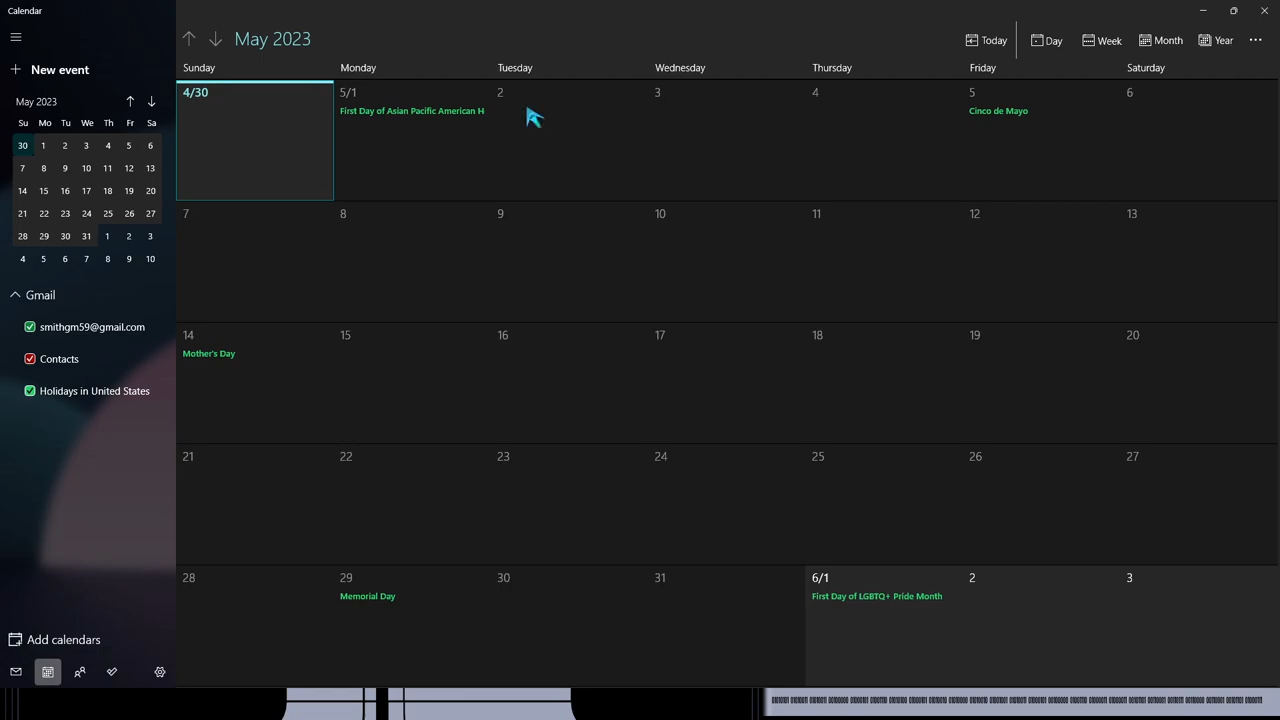 Calendar
May 2023
Today
Day
Week
Month
Year
New event
May 2023
Su Mo Tu We Th Fr Sa
30 1 2 3 4 5 6
7 8 9 10 11 12 13
14 15 16 17 18 19 20
21 22 23 24 25 26 27
28 29 30 31 1 2 3
4 5 6 7 8 9 10
Gmail
smithgm59@gmail.com
Contacts
Holidays in United States
Add calendars
Sunday Monday Tuesday Wednesday Thursday Friday Saturday
4/30 5/1 2 3 4 5 6
First Day of Asian Pacific American H Cinco de Mayo
7 8 9 10 11 12 13
14 15 16 17 18 19 20
Mother's Day
21 22 23 24 25 26 27
28 29 30 31 6/1 2 3
Memorial Day First Day of LGBTQ+ Pride Month